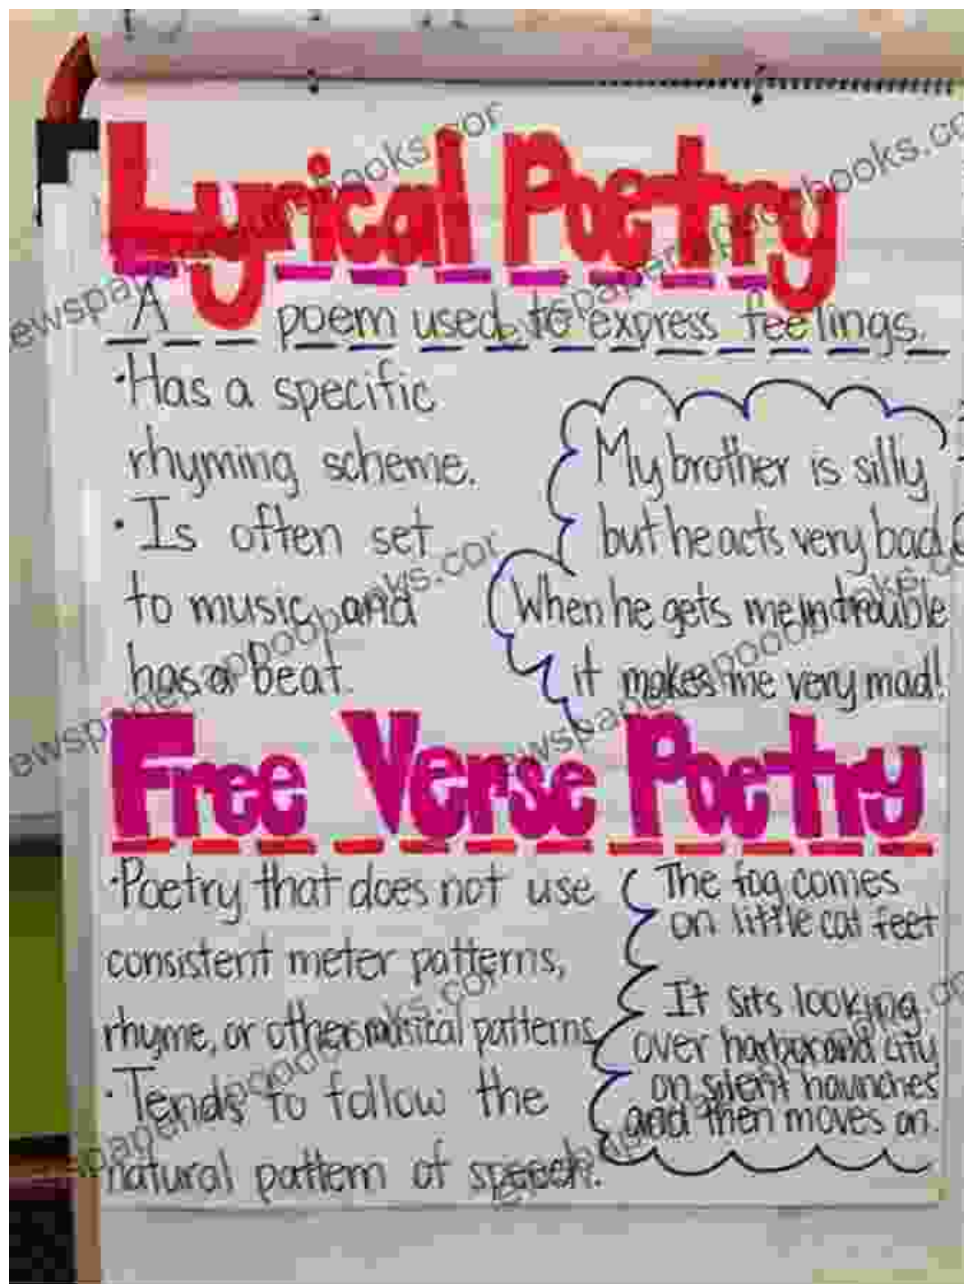 Lyrical Poetry
A poem used to express feelings.
·Has a specific
rhyming scheme.
·Is often set
to music, and
has a beat.
My brother is silly
but he acts very bad.
When he gets me in trouble
it makes me very mad!
Free Verse Poetry
·Poetry that does not use
consistent meter patterns,
rhyme, or other musical patterns
·Tends to follow the
natural pattern of speech.
The fog comes
on little cat feet
It sits looking
over harbor and city
on silent haunches
and then moves on.